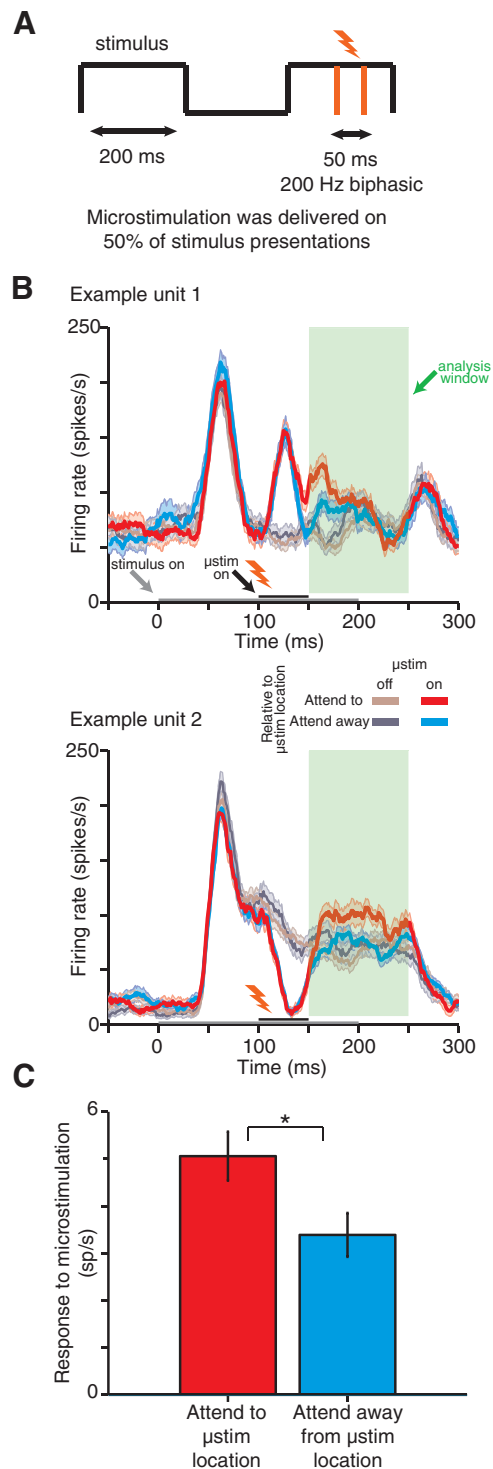 A
stimulus
200 ms
50 ms
200 Hz biphasic
Microstimulation was delivered on
50% of stimulus presentations
B
Example unit 1
250
analysis
window
Firing rate (spikes/s)
stimulus on
μstim
on
0
0
100
200
300
Time (ms)
Relative to
μstim location
μstim
off
on
Attend to
Attend away
Example unit 2
250
Firing rate (spikes/s)
0
0
100
200
300
Time (ms)
C
6
Response to microstimulation
(sp/s)
*
0
Attend to
μstim
location
Attend away
from μstim
location